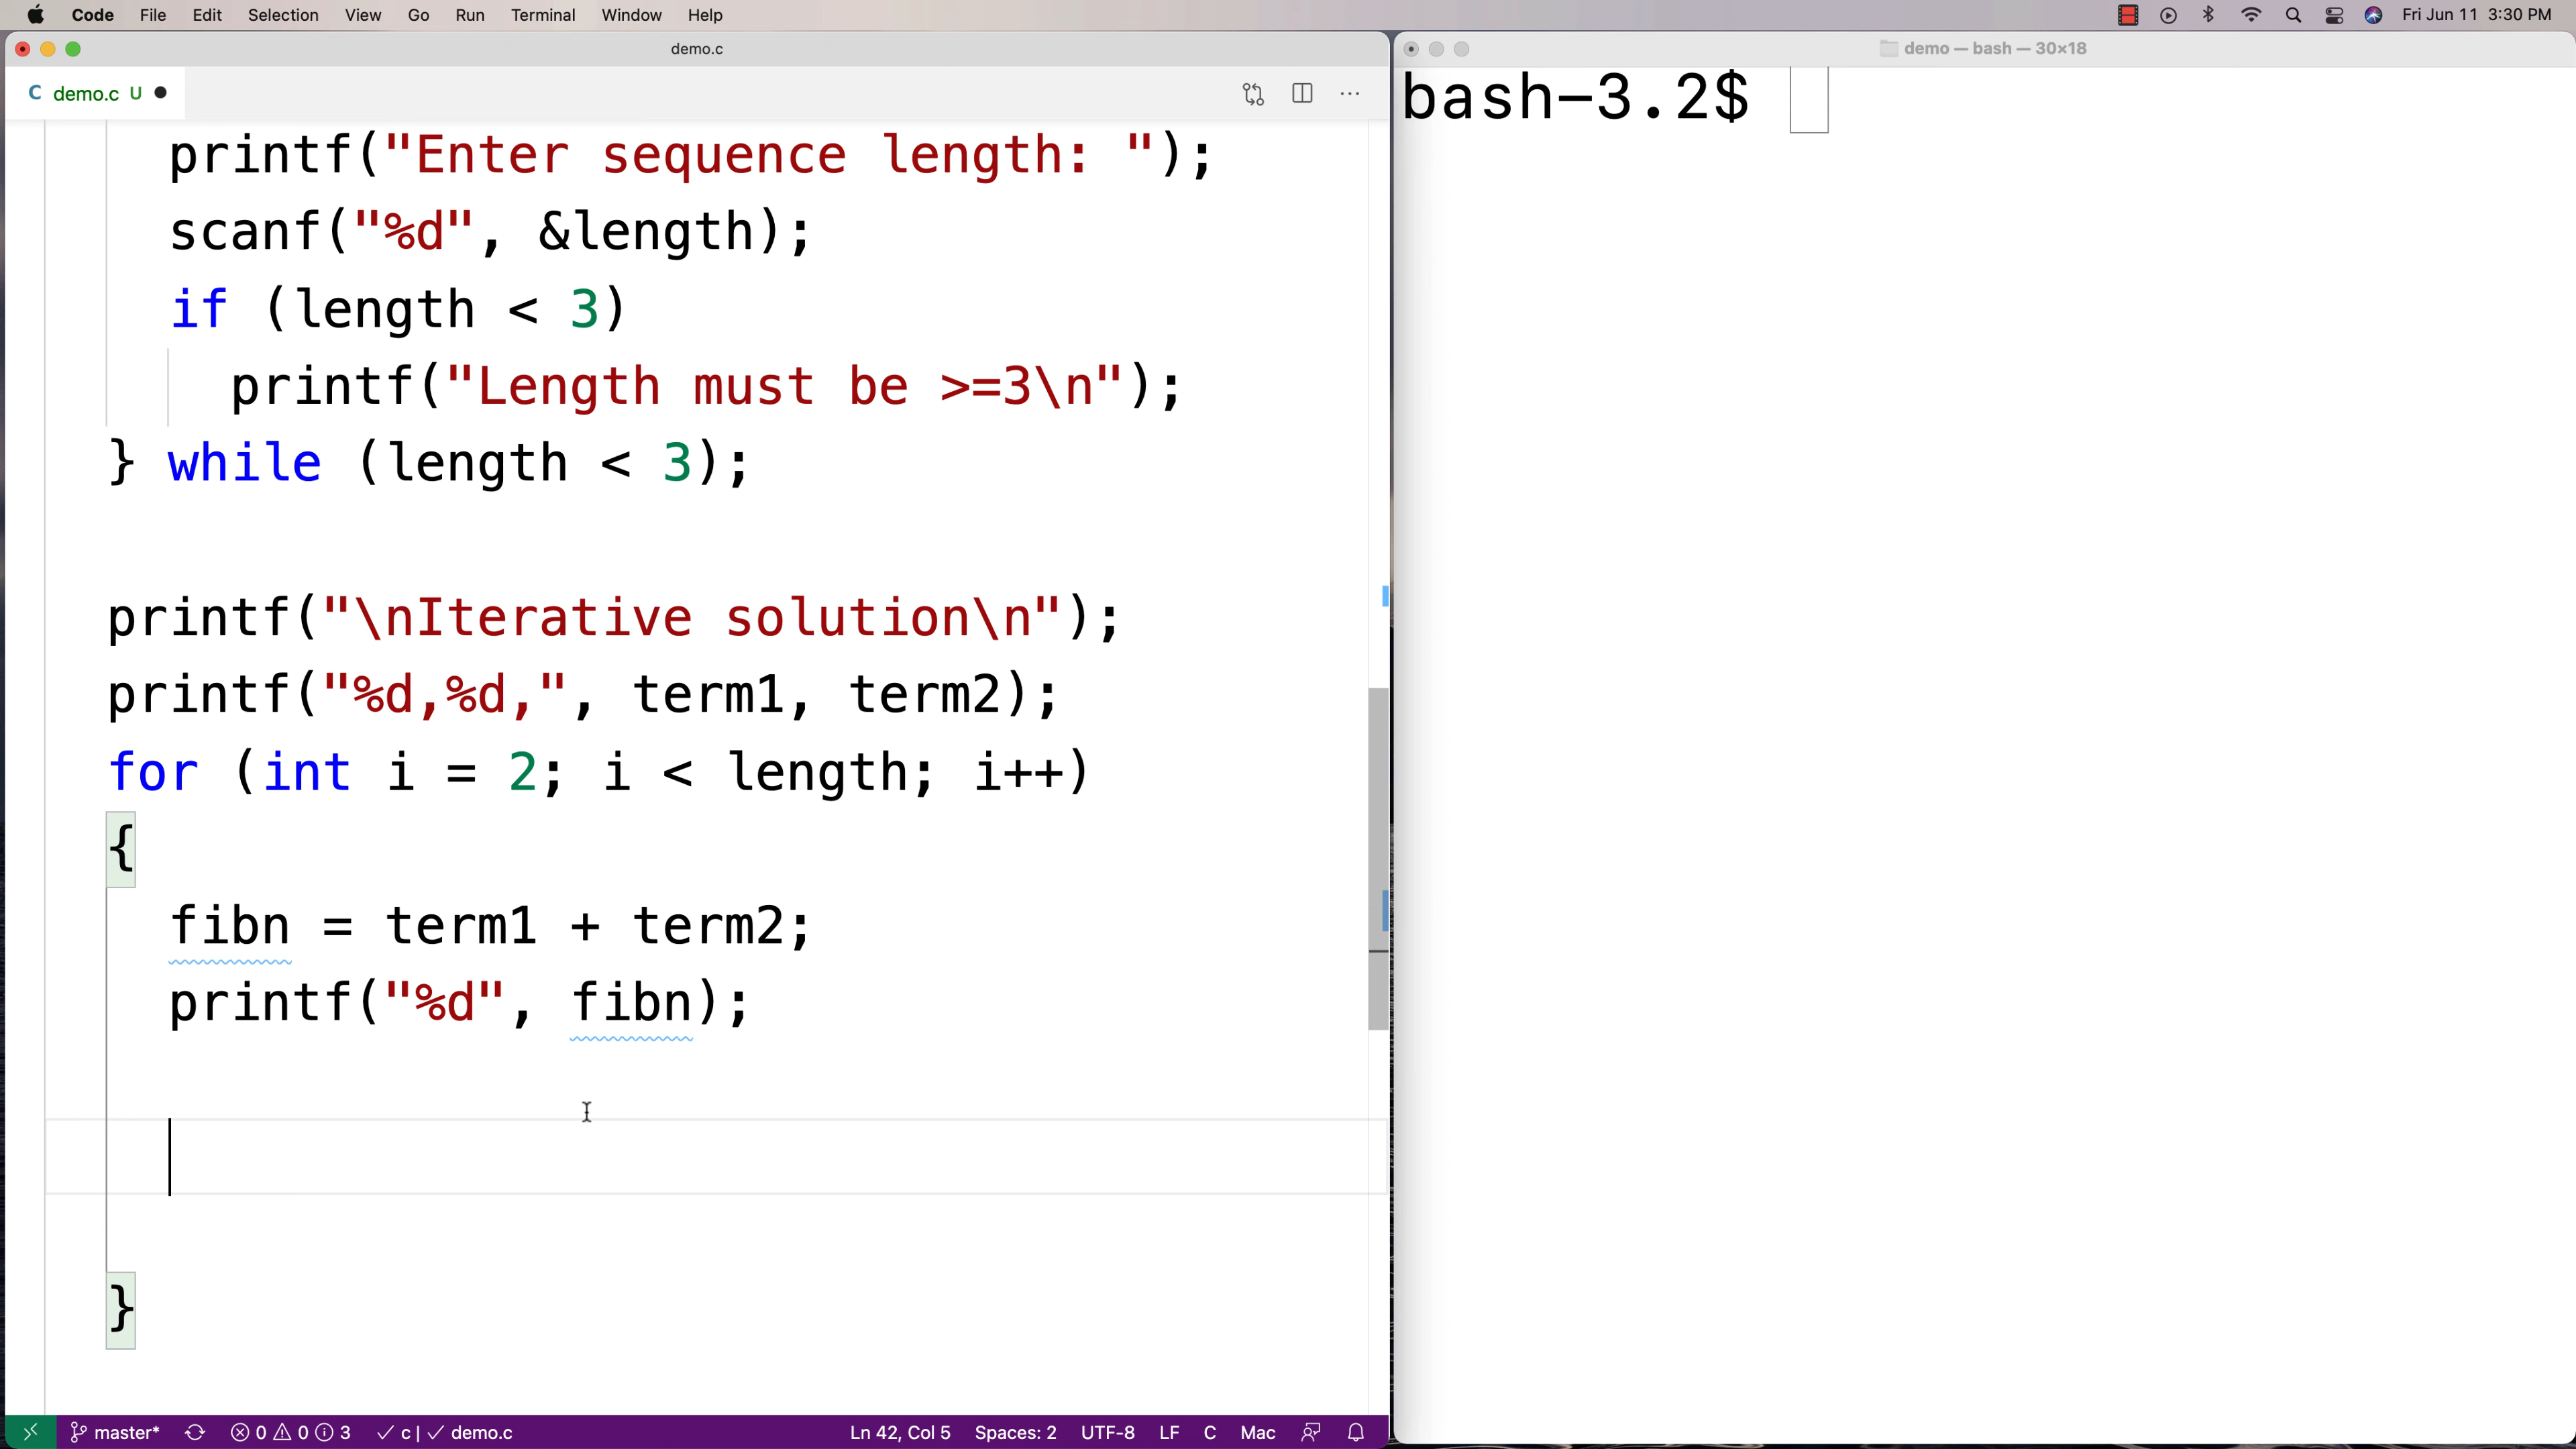 Code File Edit Selection View Go Run Terminal Window Help Fri Jun 11 3:30 PM
demo.c
C demo.c U
printf("Enter sequence length: ");
scanf("%d", &length);
if (length < 3)
printf("Length must be >=3\n");
} while (length < 3);
printf("\nIterative solution\n");
printf("%d,%d,", term1, term2);
for (int i = 2; i < length; i++)
{
fibn = term1 + term2;
printf("%d", fibn);
}
master* 0 0 3 c | demo.c Ln 42, Col 5 Spaces: 2 UTF-8 LF C Mac
demo — bash — 30×18
bash-3.2$